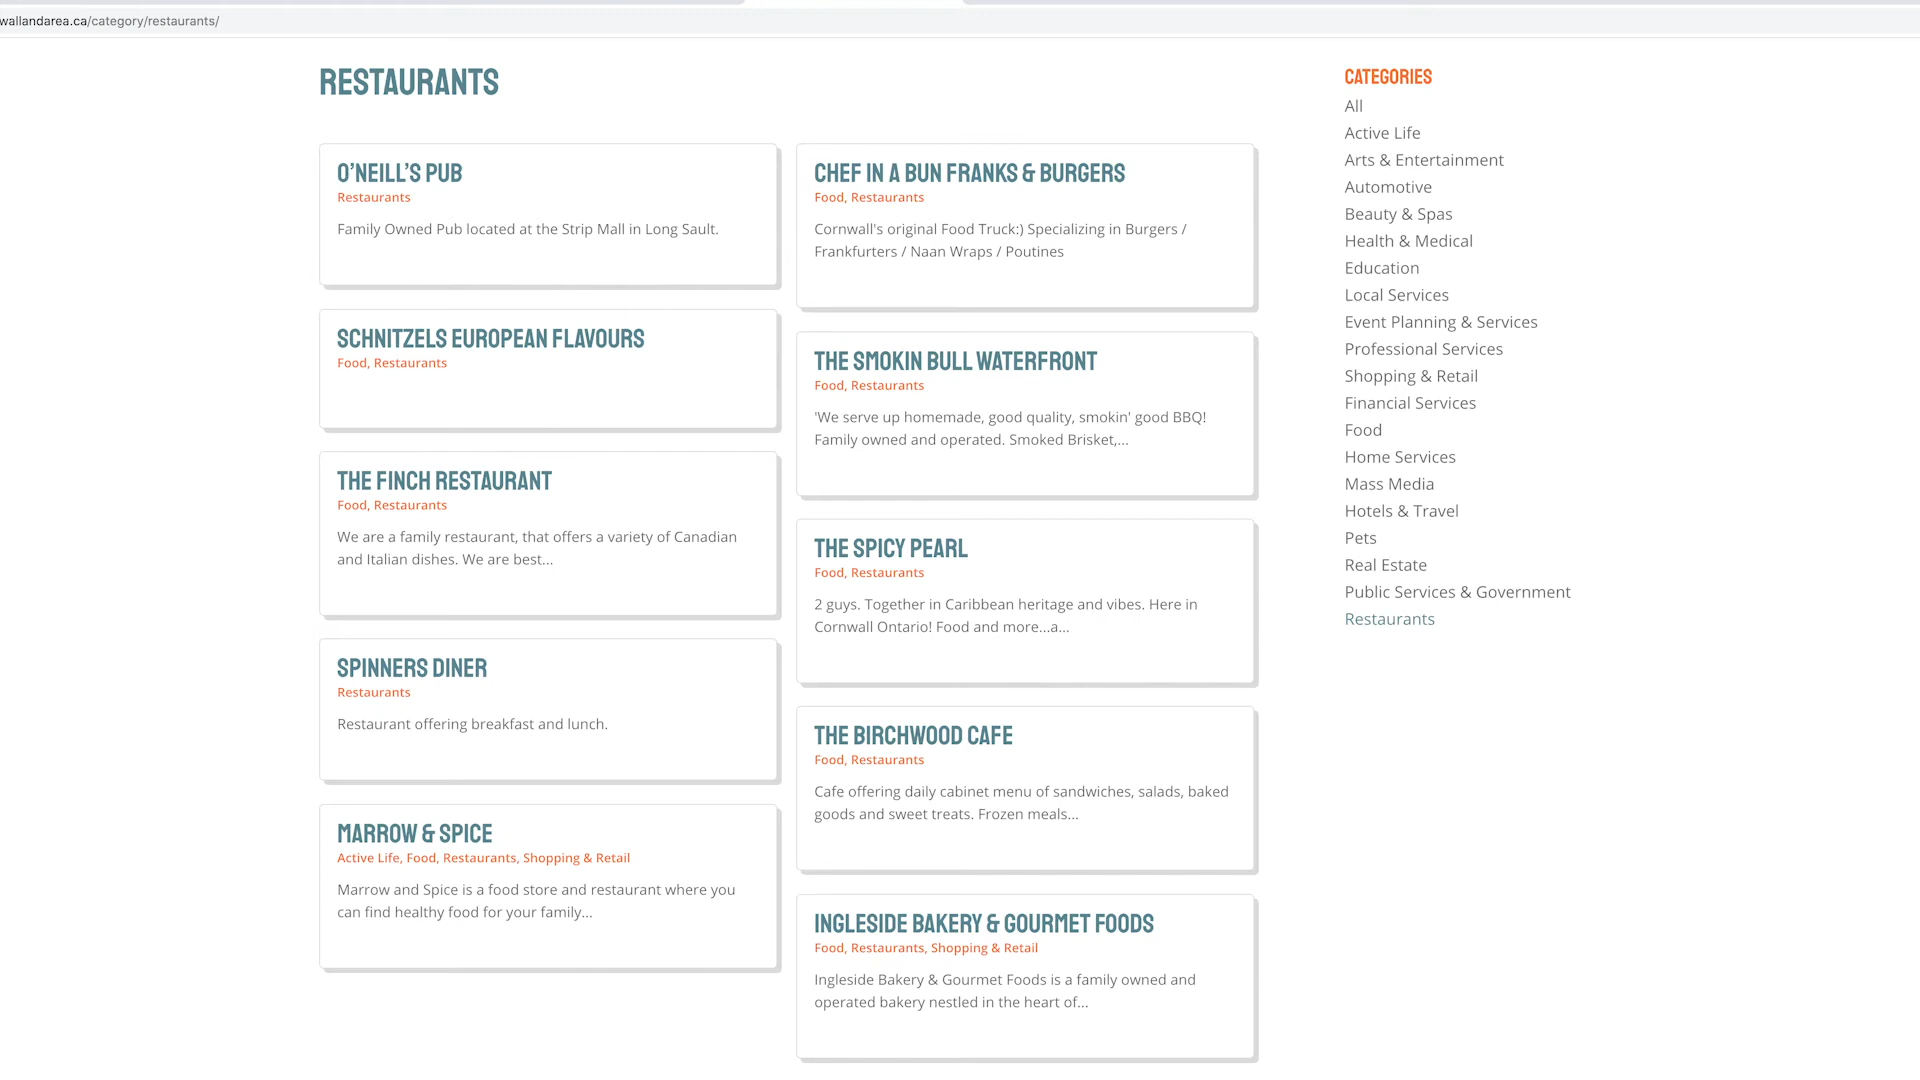 wallandarea.ca/category/restaurants/
RESTAURANTS
O’NEILL’S PUB
Restaurants
Family Owned Pub located at the Strip Mall in Long Sault.
SCHNITZELS EUROPEAN FLAVOURS
Food, Restaurants
THE FINCH RESTAURANT
Food, Restaurants
We are a family restaurant, that offers a variety of Canadian
and Italian dishes. We are best...
SPINNERS DINER
Restaurants
Restaurant offering breakfast and lunch.
MARROW & SPICE
Active Life, Food, Restaurants, Shopping & Retail
Marrow and Spice is a food store and restaurant where you
can find healthy food for your family...
CHEF IN A BUN FRANKS & BURGERS
Food, Restaurants
Cornwall's original Food Truck:) Specializing in Burgers /
Frankfurters / Naan Wraps / Poutines
THE SMOKIN BULL WATERFRONT
Food, Restaurants
'We serve up homemade, good quality, smokin' good BBQ!
Family owned and operated. Smoked Brisket,...
THE SPICY PEARL
Food, Restaurants
2 guys. Together in Caribbean heritage and vibes. Here in
Cornwall Ontario! Food and more...a...
THE BIRCHWOOD CAFE
Food, Restaurants
Cafe offering daily cabinet menu of sandwiches, salads, baked
goods and sweet treats. Frozen meals...
INGLESIDE BAKERY & GOURMET FOODS
Food, Restaurants, Shopping & Retail
Ingleside Bakery & Gourmet Foods is a family owned and
operated bakery nestled in the heart of...
CATEGORIES
All
Active Life
Arts & Entertainment
Automotive
Beauty & Spas
Health & Medical
Education
Local Services
Event Planning & Services
Professional Services
Shopping & Retail
Financial Services
Food
Home Services
Mass Media
Hotels & Travel
Pets
Real Estate
Public Services & Government
Restaurants